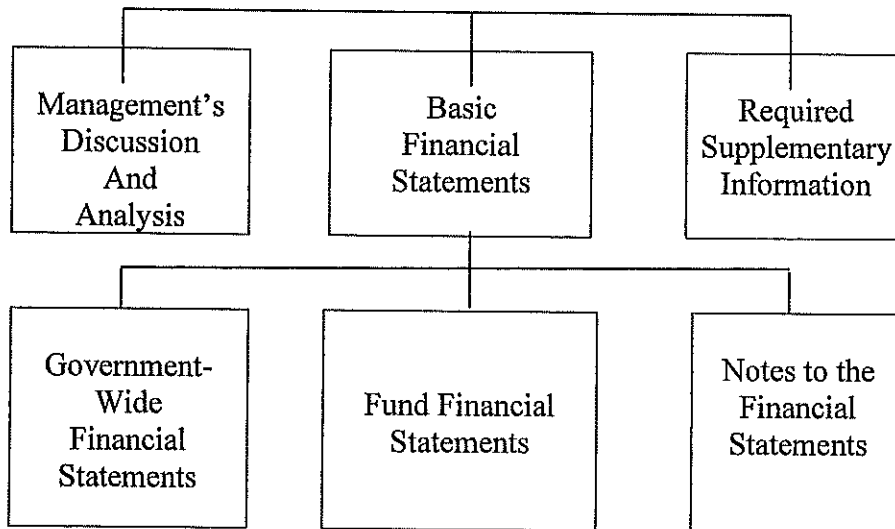 Management's
Discussion
And
Analysis
Basic
Financial
Statements
Required
Supplementary
Information
Government-
Wide
Financial
Statements
Fund Financial
Statements
Notes to the
Financial
Statements